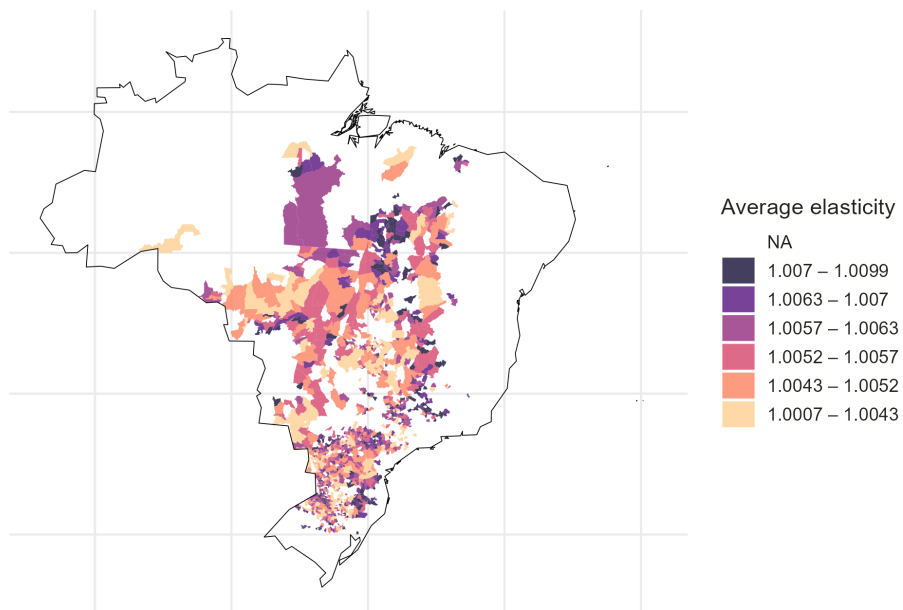 Average elasticity
NA
1.007 – 1.0099
1.0063 – 1.007
1.0057 – 1.0063
1.0052 – 1.0057
1.0043 – 1.0052
1.0007 – 1.0043